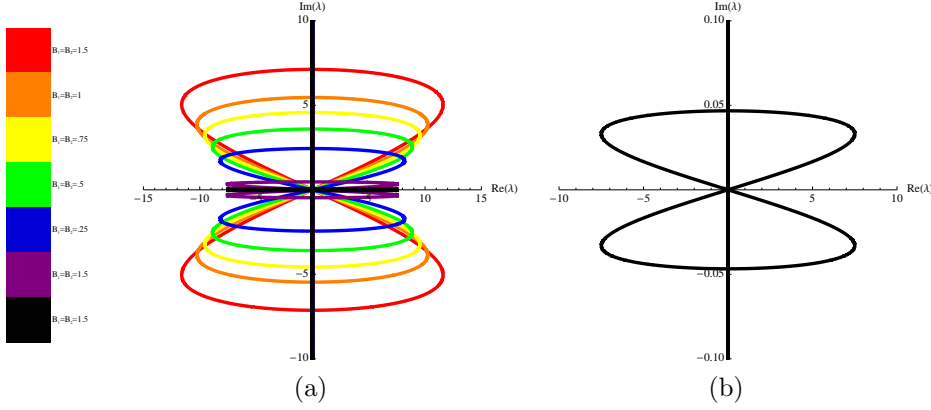 B₁=B₂=1.5
B₁=B₂=1
B₁=B₂=.75
B₁=B₂=.5
B₁=B₂=.25
B₁=B₂=1.5
B₁=B₂=1.5
Im(λ)
10
5
−15 −10 5 10 15 Re(λ)
−5
−10
(a)
Im(λ)
0.10
0.05
−10 −5 5 10 Re(λ)
−0.05
−0.10
(b)